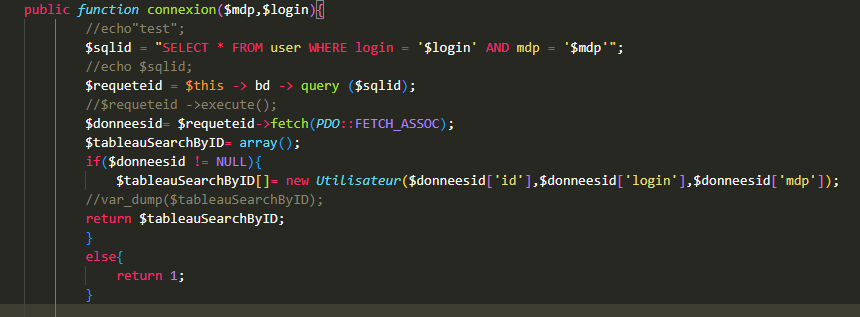 public function connexion($mdp,$login){
//echo"test";
$sqlid = "SELECT * FROM user WHERE login = '$login' AND mdp = '$mdp'";
//echo $sqlid;
$requeteid = $this -> bd -> query ($sqlid);
//$requeteid ->execute();
$donneesid= $requeteid->fetch(PDO::FETCH_ASSOC);
$tableauSearchByID= array();
if($donneesid != NULL){
$tableauSearchByID[]= new Utilisateur($donneesid['id'],$donneesid['login'],$donneesid['mdp']);
//var_dump($tableauSearchByID);
return $tableauSearchByID;
}
else{
return 1;
}